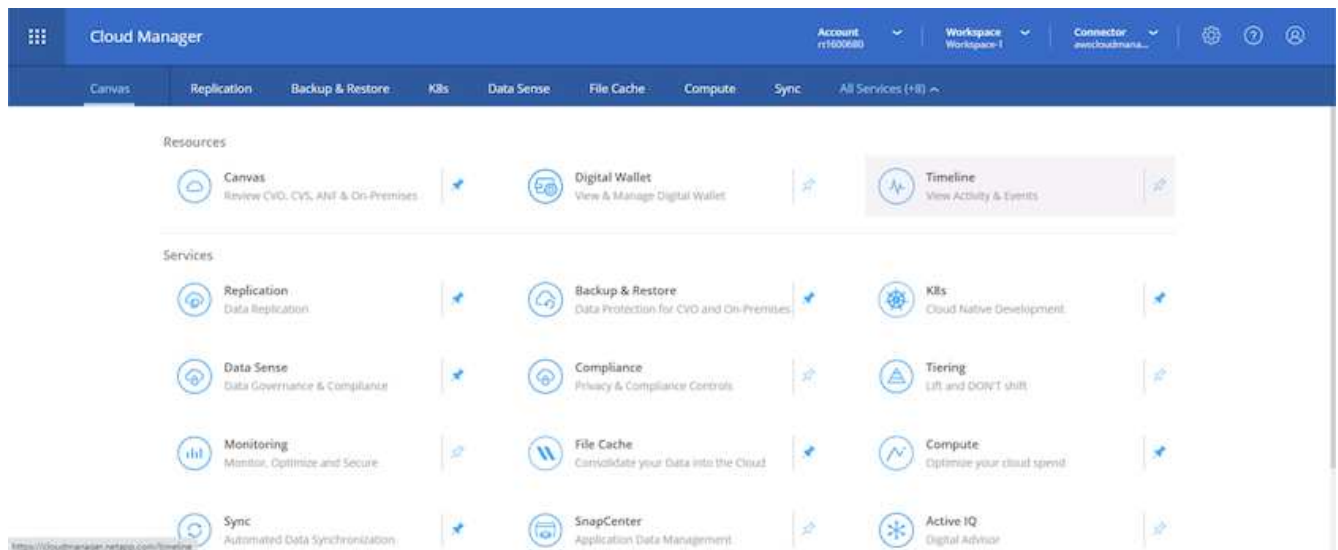 Cloud Manager
Account
rr1600680
Workspace
Workspace-1
Connector
awscloudmana...
Canvas Replication Backup & Restore K8s Data Sense File Cache Compute Sync All Services (+8)
Resources
Canvas
Review CVO, CVS, ANF & On-Premises
Digital Wallet
View & Manage Digital Wallet
Timeline
View Activity & Events
Services
Replication
Data Replication
Backup & Restore
Data Protection for CVO and On-Premises
K8s
Cloud Native Development
Data Sense
Data Governance & Compliance
Compliance
Privacy & Compliance Controls
Tiering
Lift and DON'T shift
Monitoring
Monitor, Optimize and Secure
File Cache
Consolidate your Data into the Cloud
Compute
Optimize your cloud spend
Sync
Automated Data Synchronization
SnapCenter
Application Data Management
Active IQ
Digital Advisor
https://cloudmanager.netapp.com/timeline